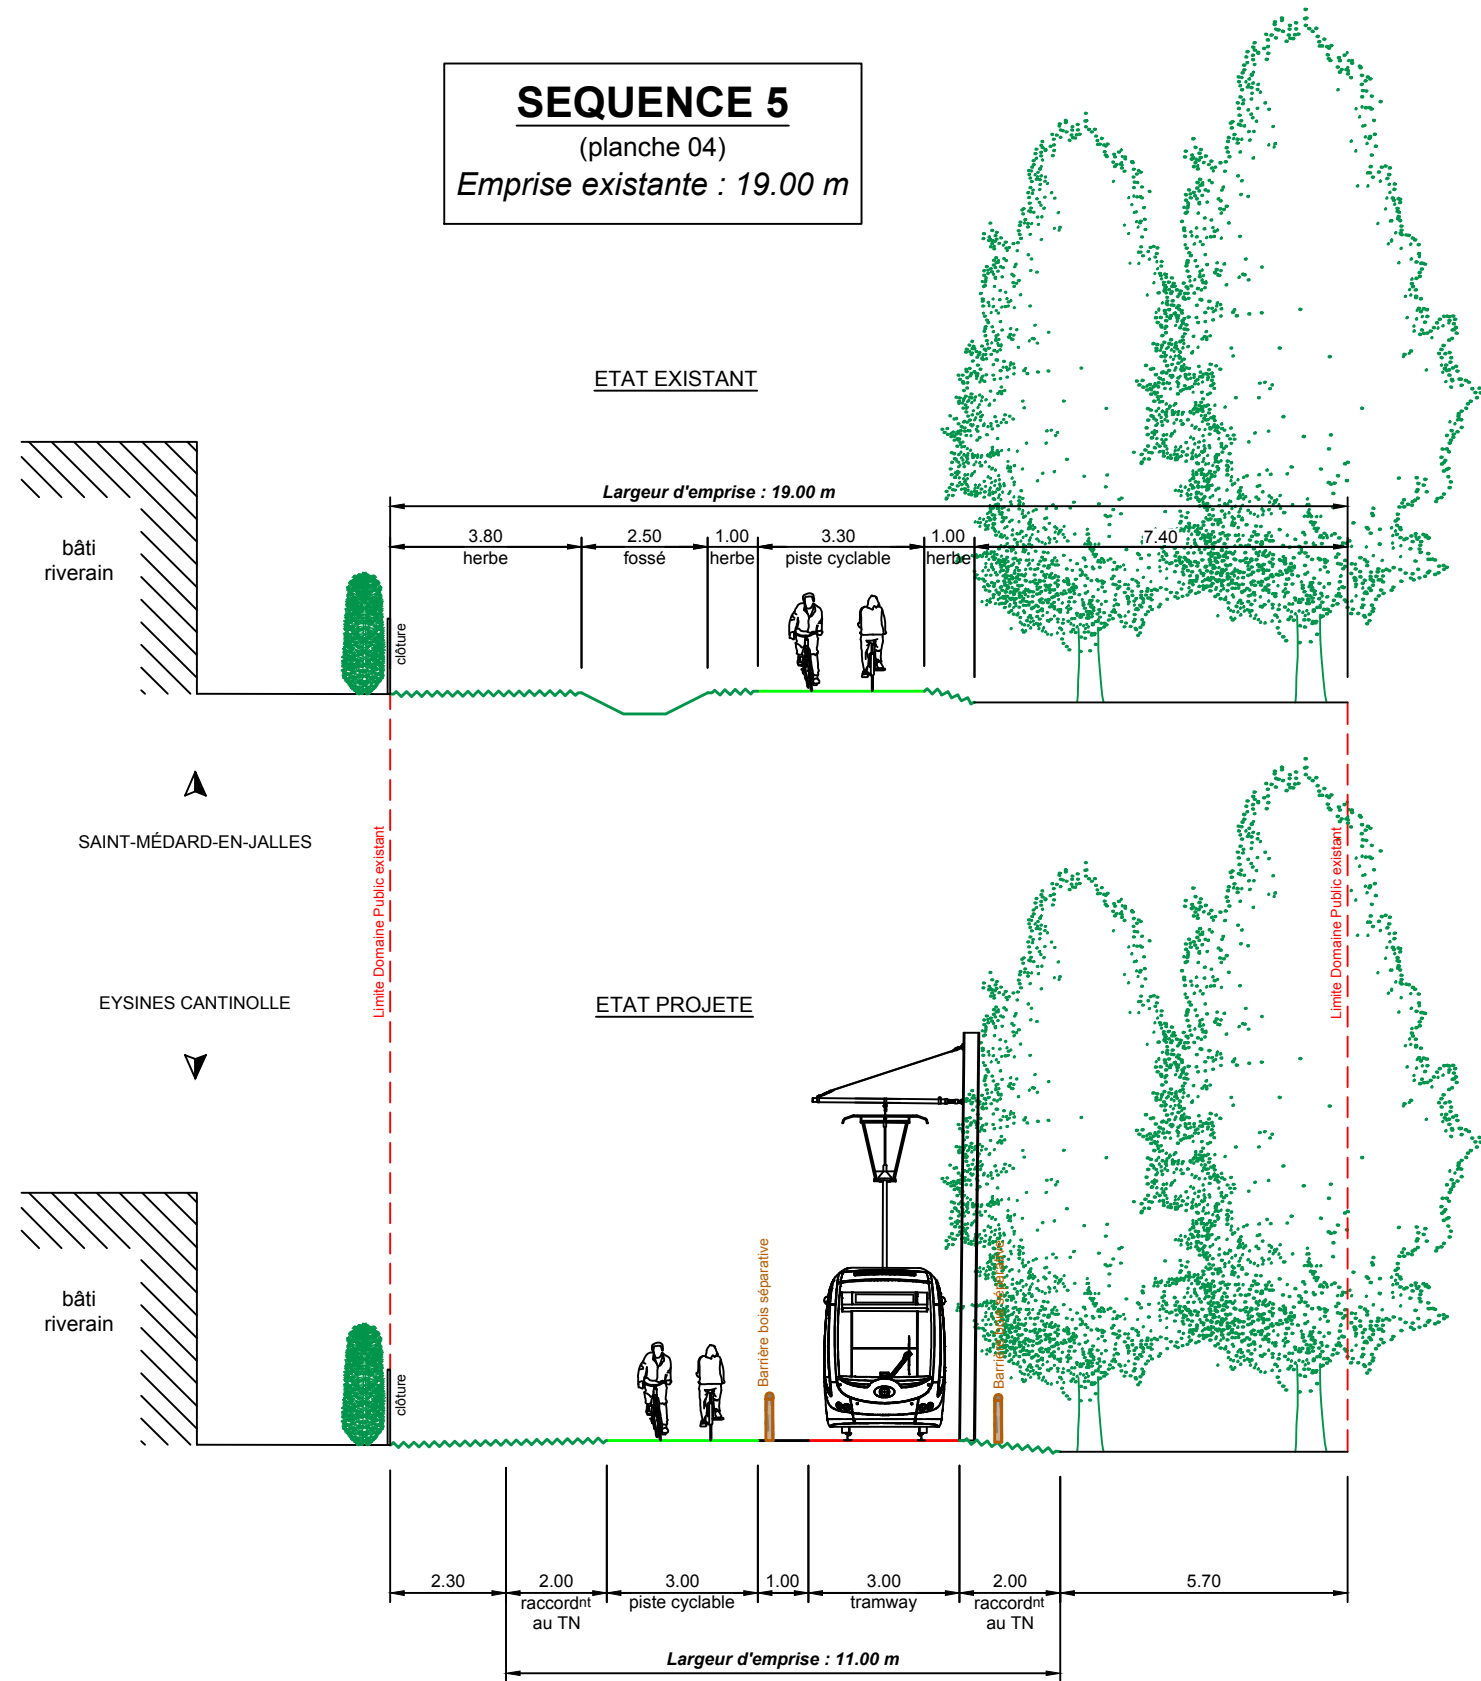 SEQUENCE 5
(planche 04)
Emprise existante : 19.00 m
ETAT EXISTANT
Largeur d'emprise : 19.00 m
3.80 2.50 1.00 3.30 1.00 7.40
herbe fossé herbe piste cyclable herbe
bâti
riverain
clôture
SAINT-MÉDARD-EN-JALLES
EYSINES CANTINOLLE
Limite Domaine Public existant
Limite Domaine Public existant
ETAT PROJETE
bâti
riverain
clôture
Barrière bois séparative
Barrière bois séparative
2.30 2.00 3.00 1.00 3.00 2.00 5.70
raccordnt piste cyclable tramway raccordnt
au TN au TN
Largeur d'emprise : 11.00 m